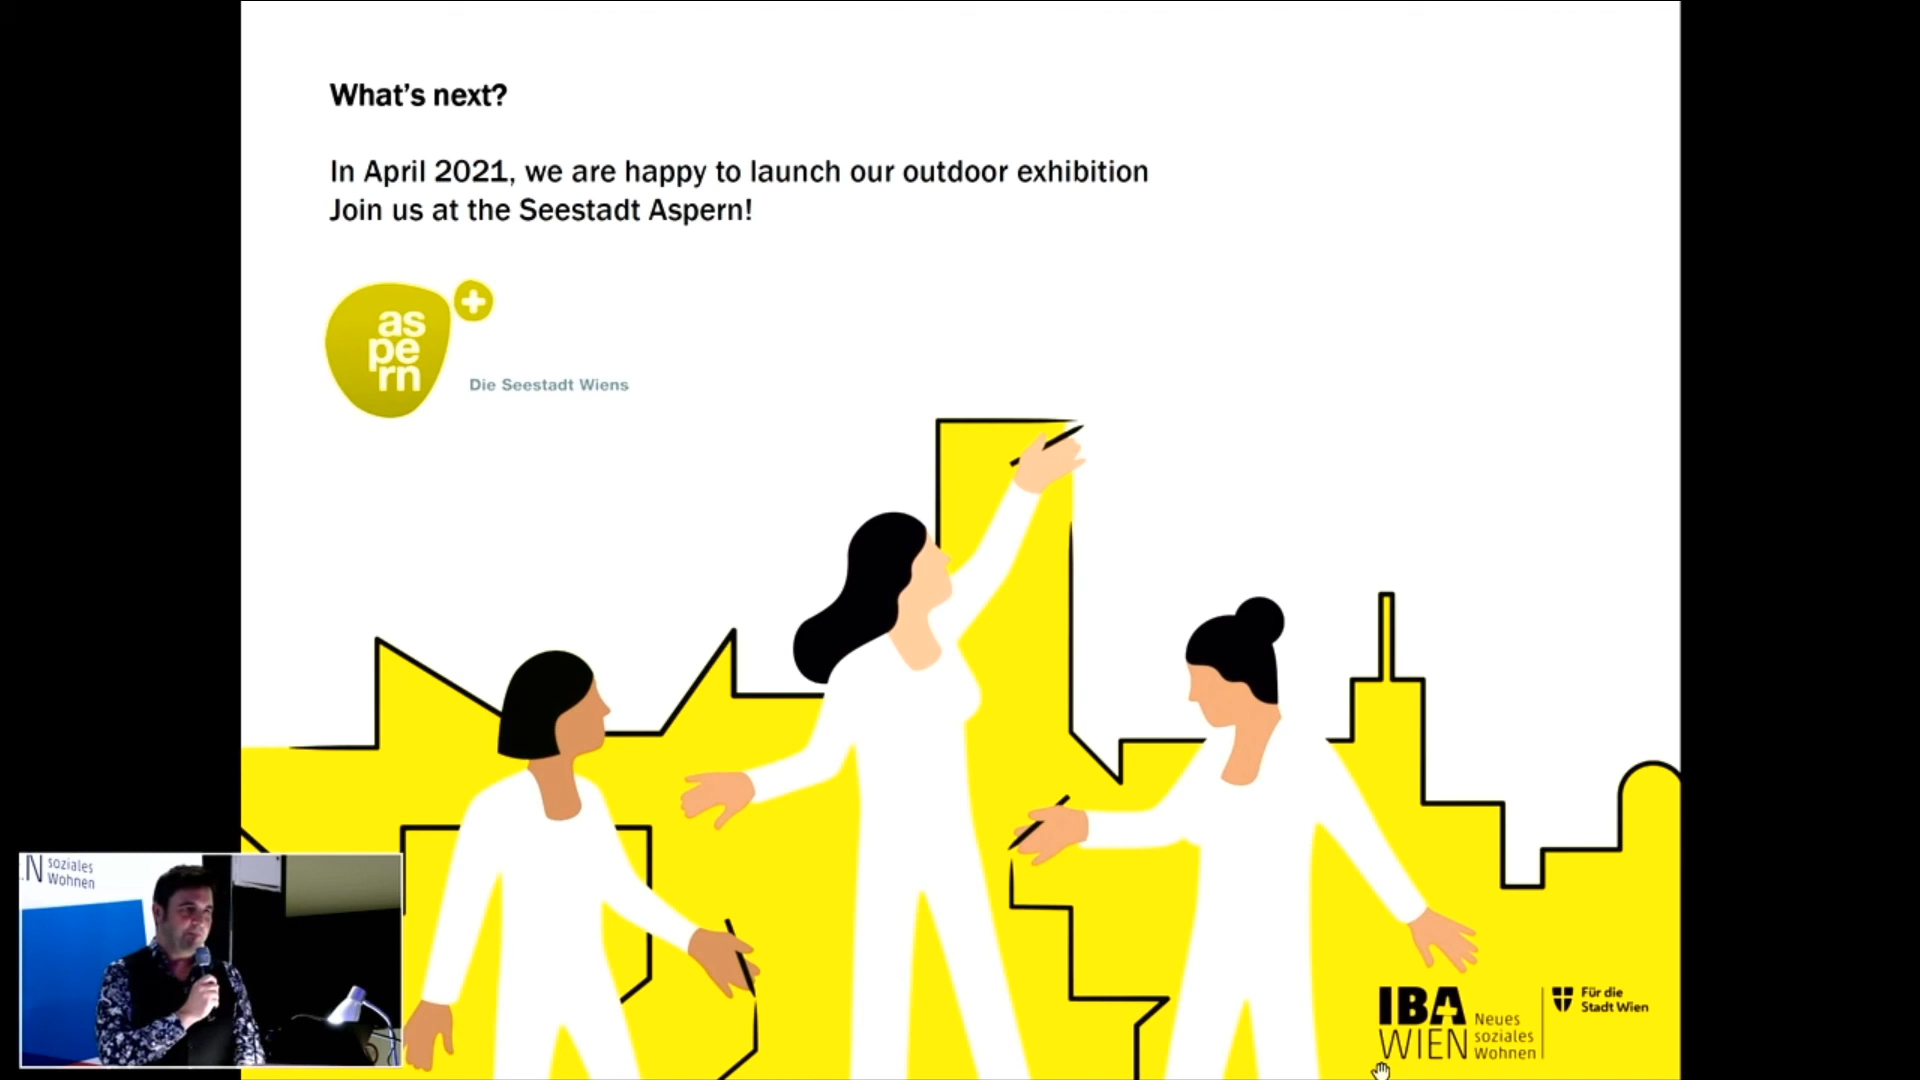 What's next?
In April 2021, we are happy to launch our outdoor exhibition
Join us at the Seestadt Aspern!
as
pe
rn
Die Seestadt Wiens
soziales
Wohnen
IBA
WIEN
Neues
soziales
Wohnen
Für die
Stadt Wien